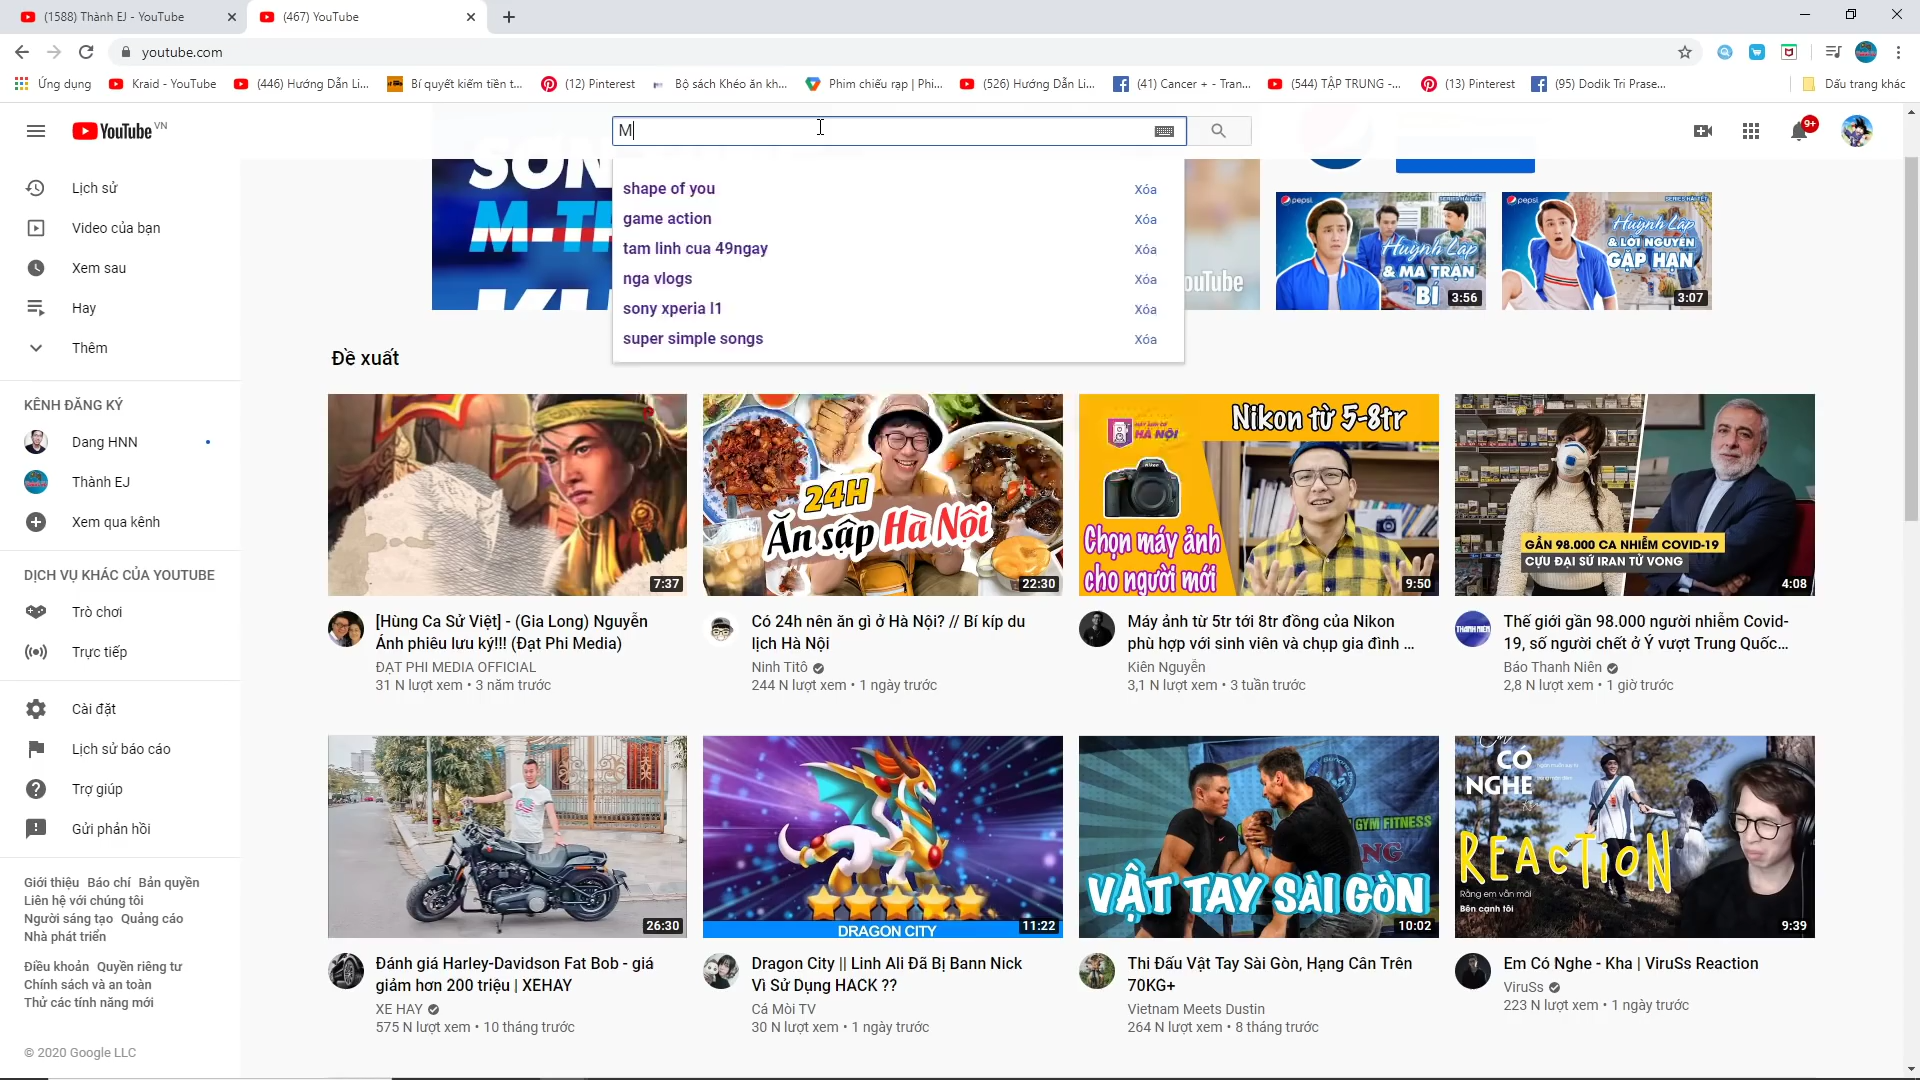 (1588) Thành EJ - YouTube
(467) YouTube
youtube.com
Ứng dụng
Kraid - YouTube
(446) Hướng Dẫn Li...
Bí quyết kiếm tiền t...
(12) Pinterest
Bộ sách Khéo ăn kh...
Phim chiếu rạp | Phi...
(526) Hướng Dẫn Li...
(41) Cancer + - Tran...
(544) TẬP TRUNG -...
(13) Pinterest
(95) Dodik Tri Prase...
Dấu trang khác
YouTube VN
M
9+
shape of you Xóa
game action Xóa
tam linh cua 49ngay Xóa
nga vlogs Xóa
sony xperia l1 Xóa
super simple songs Xóa
M-TH
ouTube
pepsi
Huỳnh Lập
& MA TRẬN
BÍ
3:56
pepsi
Huỳnh Lập
& LỜI NGUYỀN
GẶP HẠN
3:07
Lịch sử
Video của bạn
Xem sau
Hay
Thêm
KÊNH ĐĂNG KÝ
Dang HNN
Thành EJ
Xem qua kênh
DỊCH VỤ KHÁC CỦA YOUTUBE
Trò chơi
Trực tiếp
Cài đặt
Lịch sử báo cáo
Trợ giúp
Gửi phản hồi
Giới thiệu Báo chí Bản quyền
Liên hệ với chúng tôi
Người sáng tạo Quảng cáo
Nhà phát triển
Điều khoản Quyền riêng tư
Chính sách và an toàn
Thử các tính năng mới
© 2020 Google LLC
Đề xuất
7:37
[Hùng Ca Sử Việt] - (Gia Long) Nguyễn
Ánh phiêu lưu ký!!! (Đạt Phi Media)
ĐẠT PHI MEDIA OFFICIAL
31 N lượt xem • 3 năm trước
24H
Ăn sập Hà Nội
22:30
Có 24h nên ăn gì ở Hà Nội? // Bí kíp du
lịch Hà Nội
Ninh Titô
244 N lượt xem • 1 ngày trước
HÀ NỘI
Nikon từ 5-8tr
Chọn máy ảnh
cho người mới
9:50
Máy ảnh từ 5tr tới 8tr đồng của Nikon
phù hợp với sinh viên và chụp gia đình ...
Kiên Nguyễn
3,1 N lượt xem • 3 tuần trước
GẦN 98.000 CA NHIỄM COVID-19
CỰU ĐẠI SỨ IRAN TỬ VONG
4:08
THANH NIÊN
Thế giới gần 98.000 người nhiễm Covid-
19, số người chết ở Ý vượt Trung Quốc...
Báo Thanh Niên
2,8 N lượt xem • 1 giờ trước
26:30
Đánh giá Harley-Davidson Fat Bob - giá
giảm hơn 200 triệu | XEHAY
XE HAY
575 N lượt xem • 10 tháng trước
DRAGON CITY
11:22
Dragon City || Linh Ali Đã Bị Bann Nick
Vì Sử Dụng HACK ??
Cá Mòi TV
30 N lượt xem • 1 ngày trước
GYM FITNESS
VẬT TAY SÀI GÒN
10:02
Thi Đấu Vật Tay Sài Gòn, Hạng Cân Trên
70KG+
Vietnam Meets Dustin
264 N lượt xem • 8 tháng trước
CÓ
NGHE
REACTION
Rằng em vẫn mãi
Bên cạnh tôi
9:39
Em Có Nghe - Kha | ViruSs Reaction
ViruSs
223 N lượt xem • 1 ngày trước